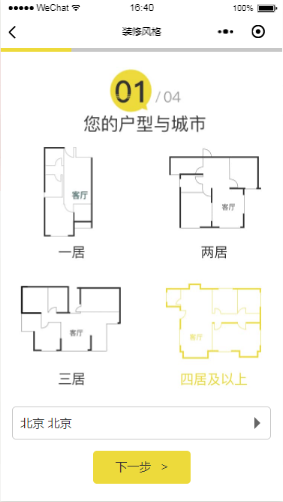 WeChat 16:40 100%
装修风格
01 / 04
您的户型与城市
客厅 客厅
一居 两居
客厅 客厅
三居 四居及以上
北京 北京
下一步 >